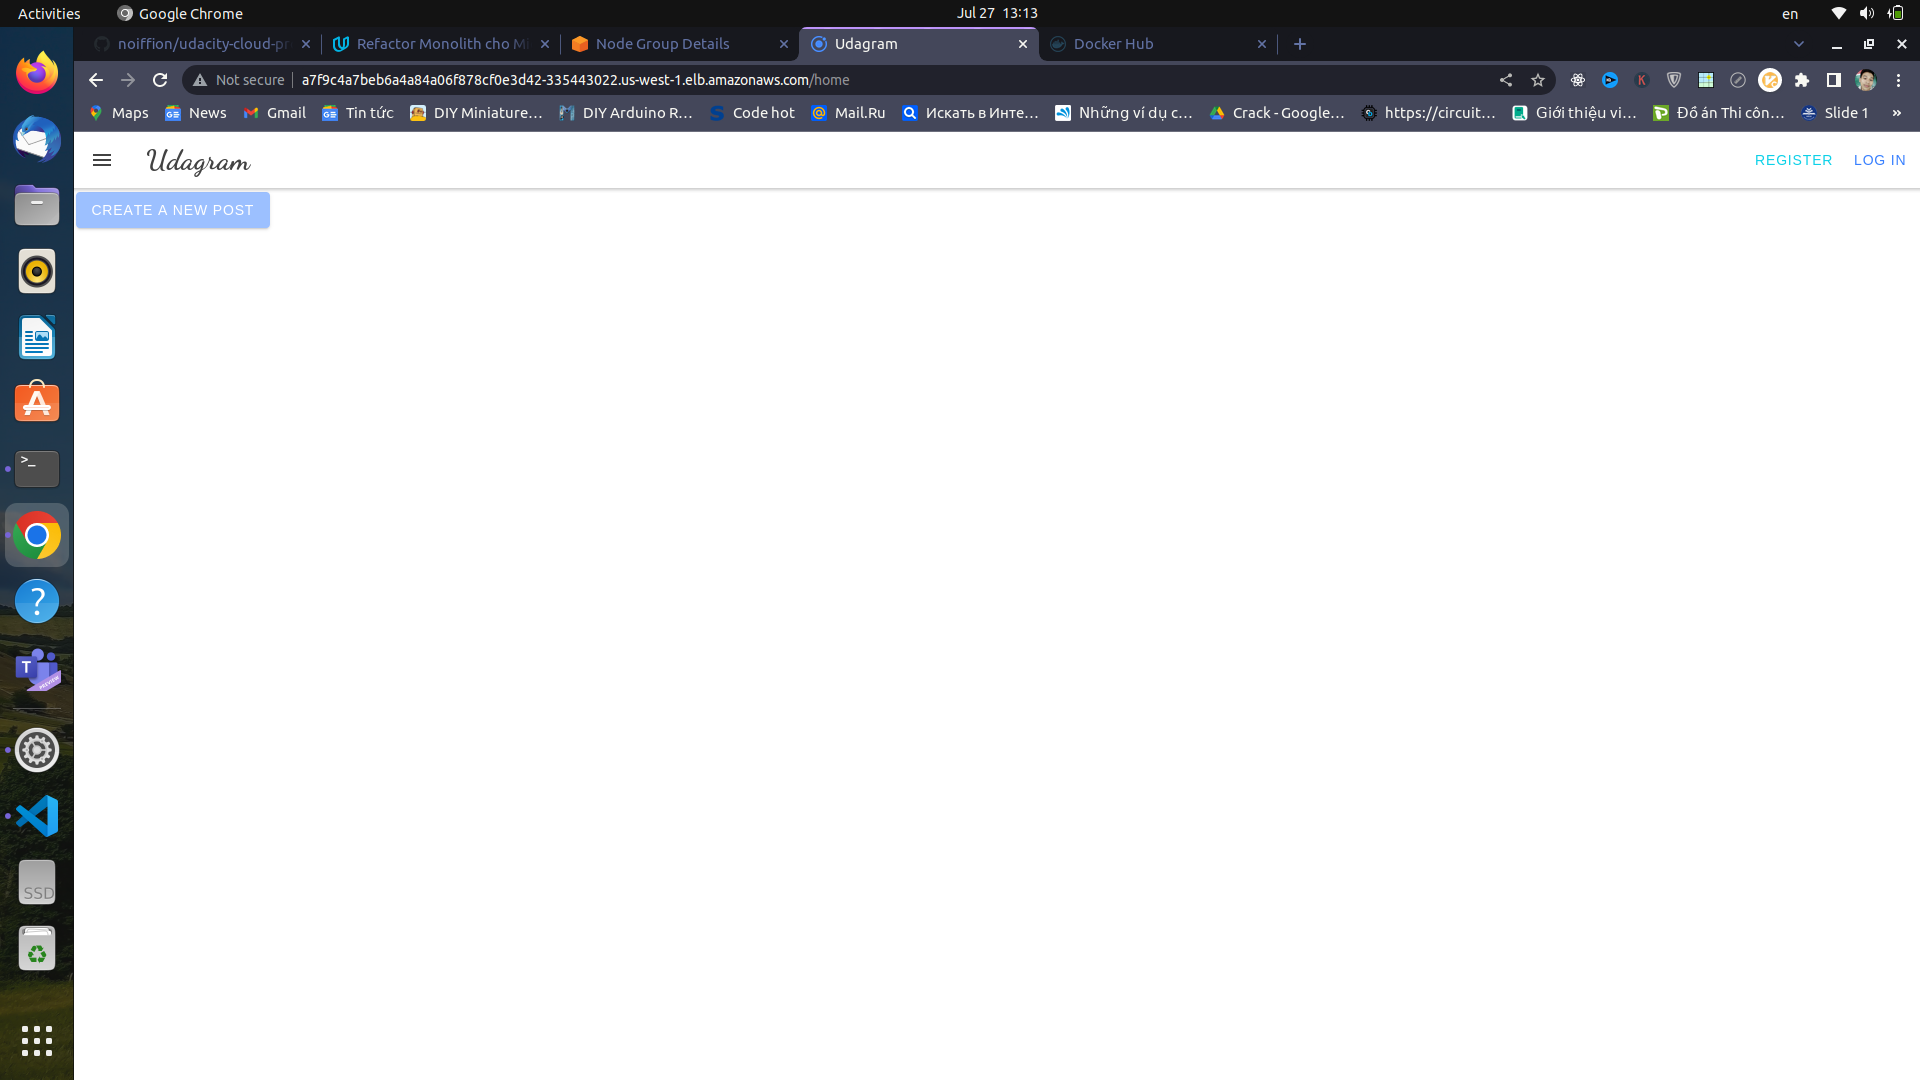 Activities
Google Chrome
Jul 27 13:13
en
noiffion/udacity-cloud-pr
Refactor Monolith cho Mi
Node Group Details
Udagram
Docker Hub
Not secure
a7f9c4a7beb6a4a84a06f878cf0e3d42-335443022.us-west-1.elb.amazonaws.com/home
Maps
News
Gmail
Tin tức
DIY Miniature…
DIY Arduino R…
Code hot
Mail.Ru
Искать в Инте…
Những ví dụ c…
Crack - Google…
https://circuit…
Giới thiệu vi…
Đồ án Thi côn…
Slide 1
»
Udagram
REGISTER
LOG IN
CREATE A NEW POST
SSD